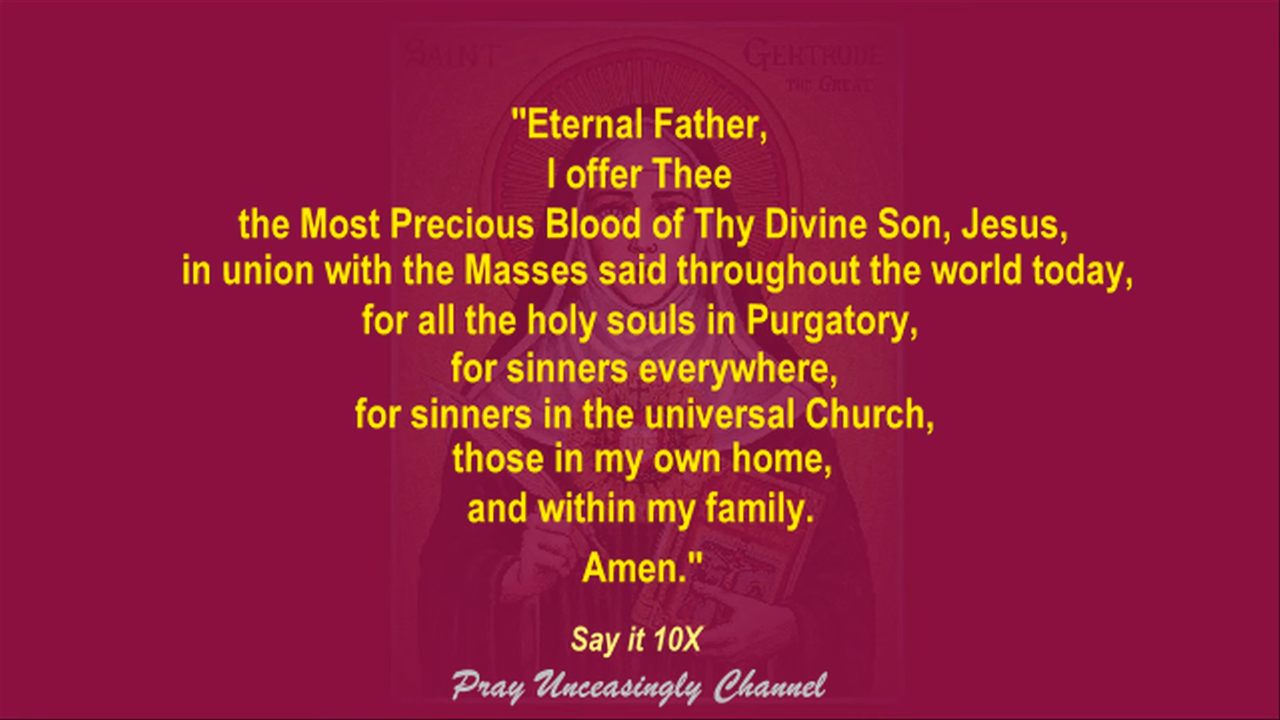 SAINT
GERTRUDE
THE GREAT
"Eternal Father,
I offer Thee
the Most Precious Blood of Thy Divine Son, Jesus,
in union with the Masses said throughout the world today,
for all the holy souls in Purgatory,
for sinners everywhere,
for sinners in the universal Church,
those in my own home,
and within my family.
Amen."
Say it 10X
Pray Unceasingly Channel